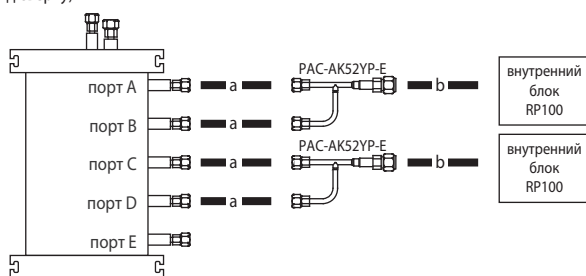 порт A
a
PAC-AK52YP-E
b
внутренний
блок
RP100
порт B
a
порт C
a
PAC-AK52YP-E
b
внутренний
блок
RP100
порт D
a
порт E